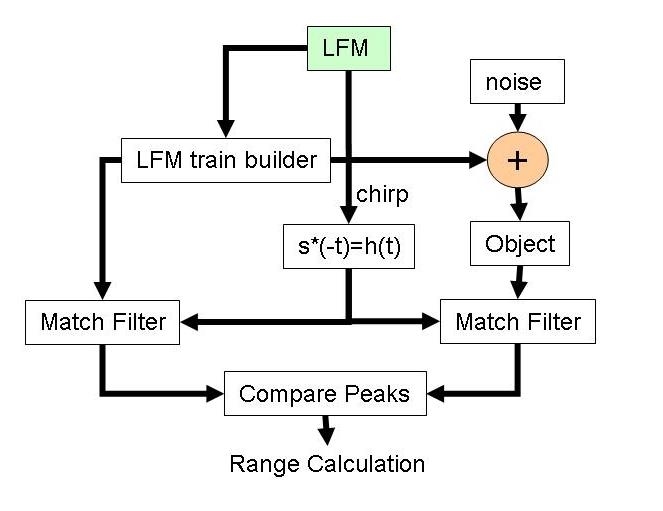 LFM
noise
LFM train builder
+
chirp
s*(-t)=h(t)
Object
Match Filter
Match Filter
Compare Peaks
Range Calculation